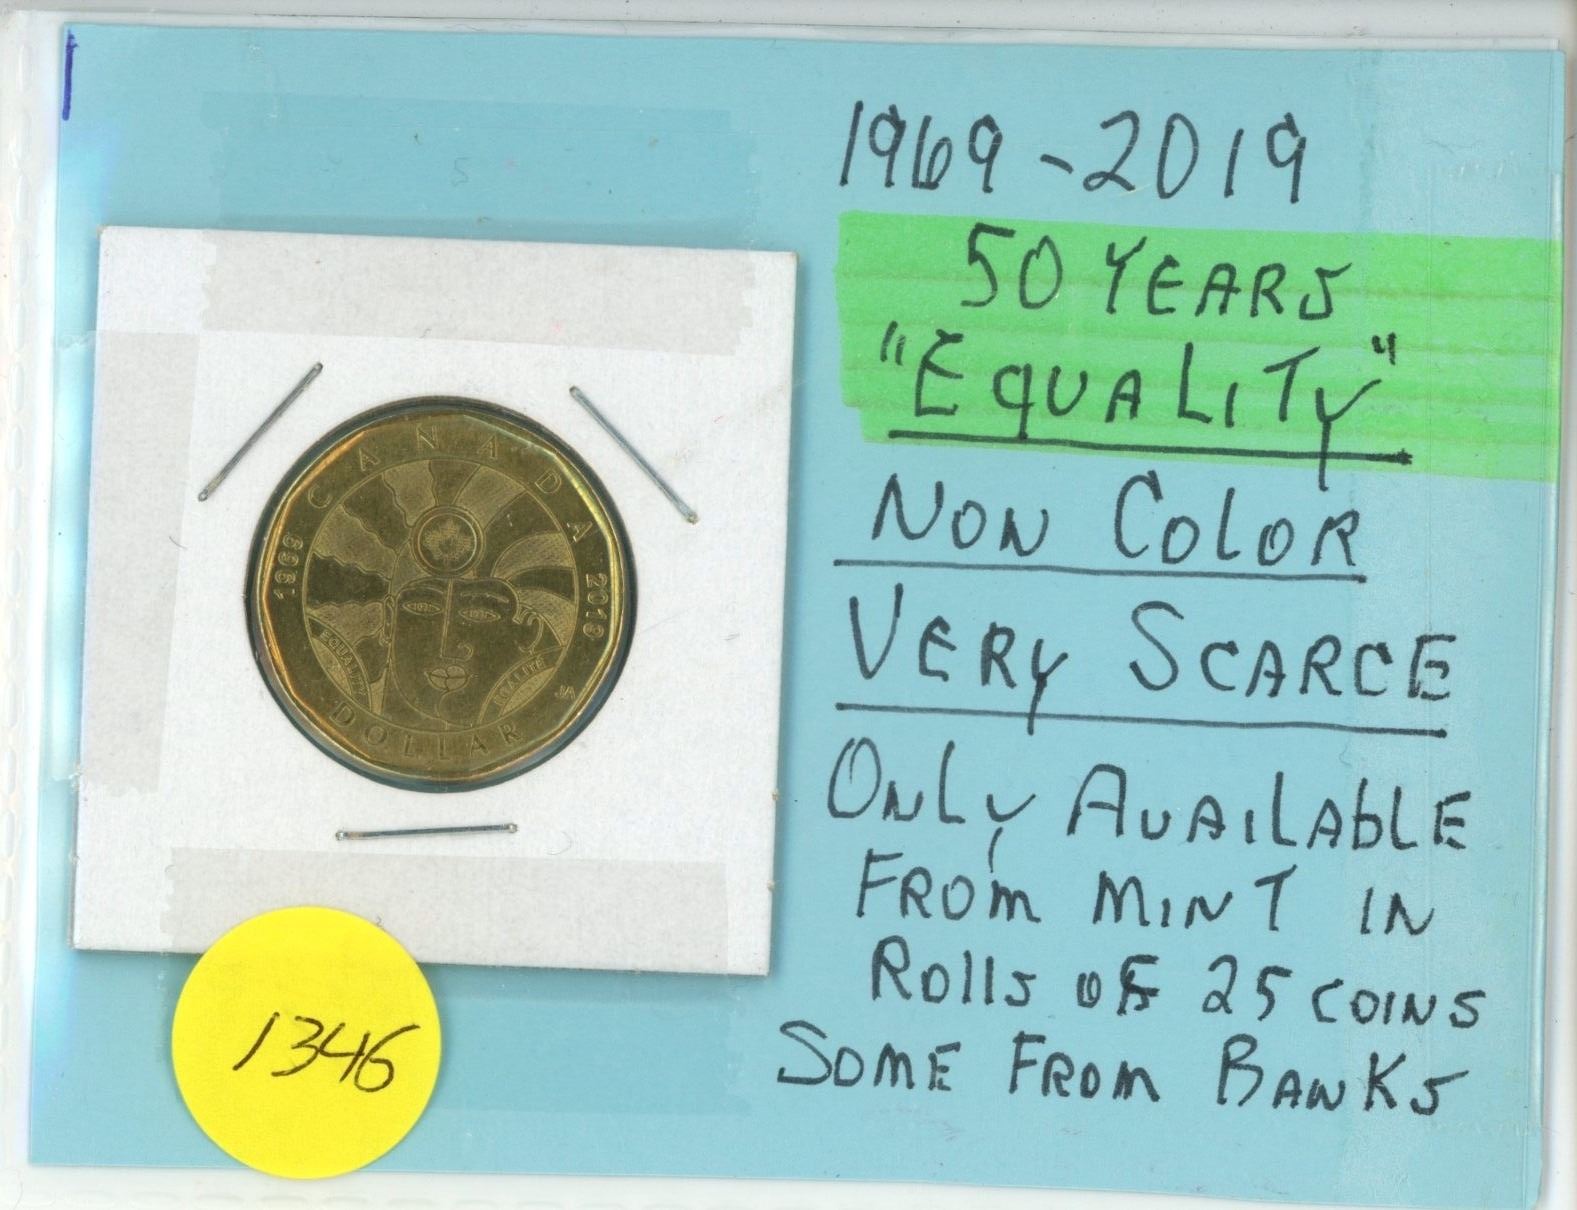 1969-2019
50 YEARS
"EQUALITY"
NON COLOR
VERY SCARCE
ONLY AVAILABLE
FROM MINT IN
ROLLS OF 25 COINS
SOME FROM BANKS
CANADA
1969
2019
EQUALITY
ÉGALITÉ
JA
DOLLAR
1346